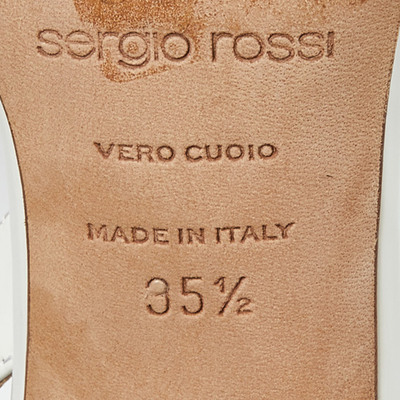 sergio rossi
VERO CUOIO
MADE IN ITALY
35½